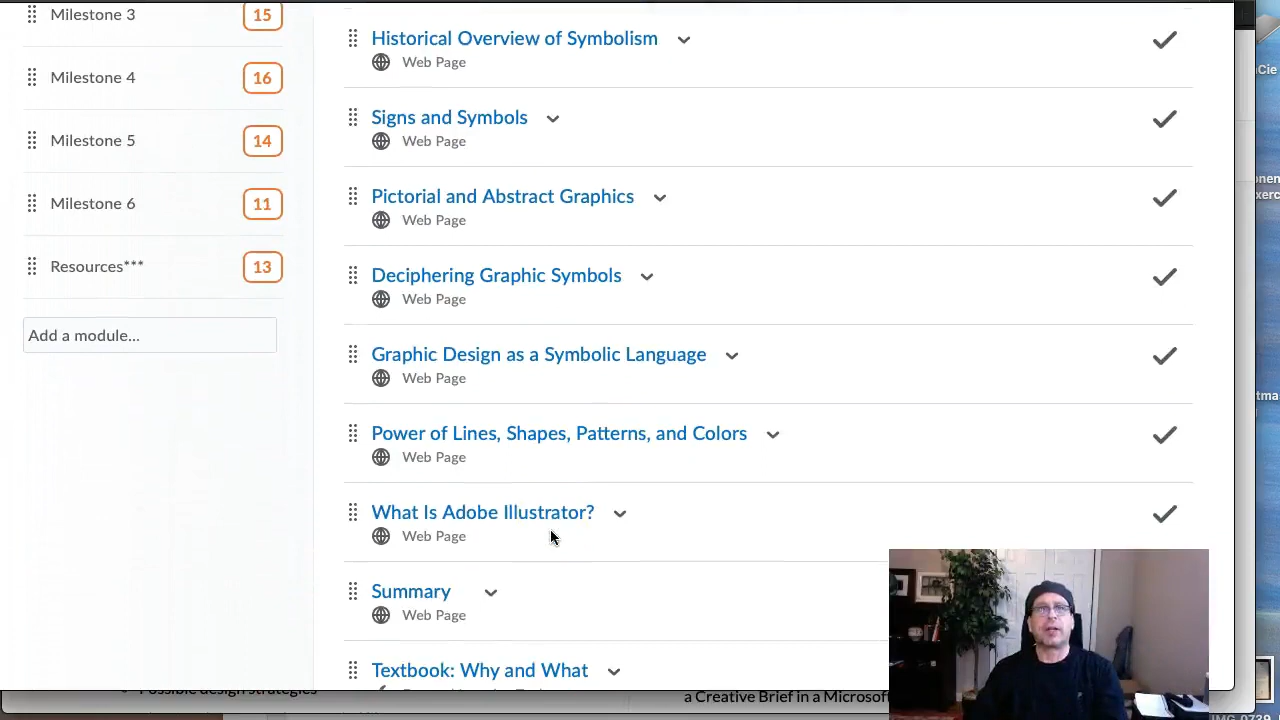 Milestone 3
15
Milestone 4
16
Milestone 5
14
Milestone 6
11
Resources***
13
Add a module...
Historical Overview of Symbolism
Web Page
Signs and Symbols
Web Page
Pictorial and Abstract Graphics
Web Page
Deciphering Graphic Symbols
Web Page
Graphic Design as a Symbolic Language
Web Page
Power of Lines, Shapes, Patterns, and Colors
Web Page
What Is Adobe Illustrator?
Web Page
Summary
Web Page
Textbook: Why and What
Possible design strategies
a Creative Brief in a Microsoft